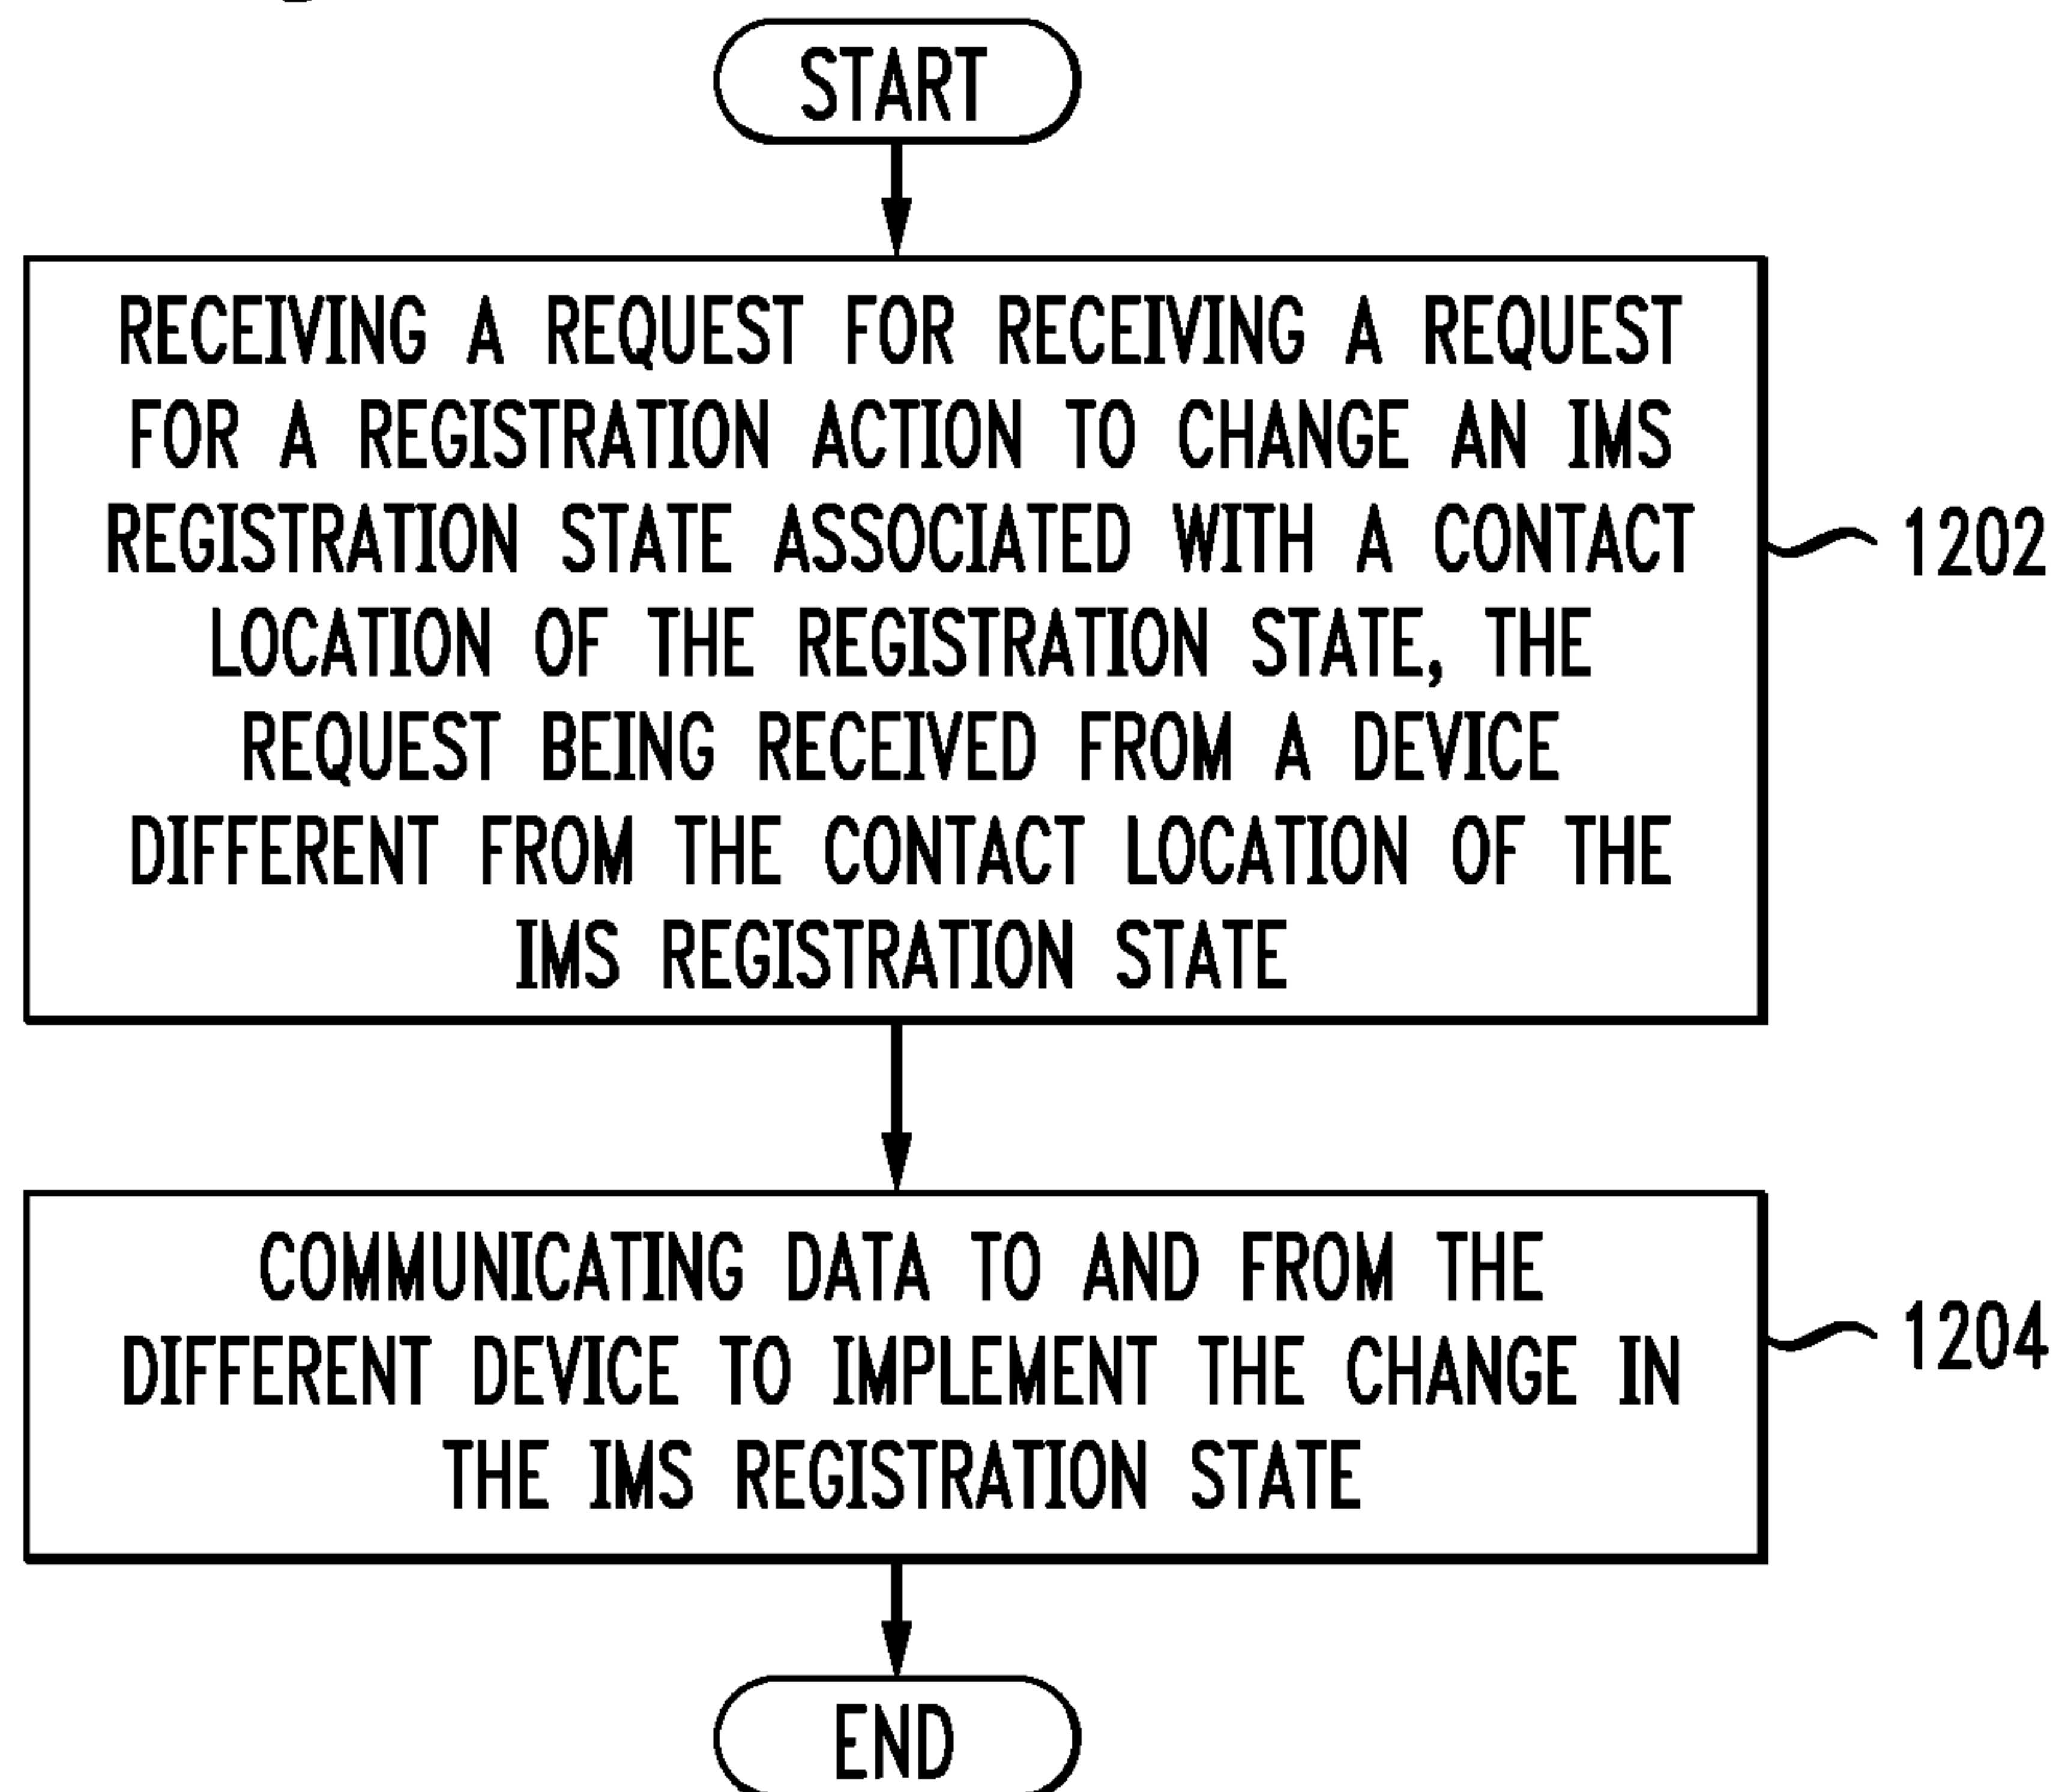 START
RECEIVING A REQUEST FOR RECEIVING A REQUEST
FOR A REGISTRATION ACTION TO CHANGE AN IMS
REGISTRATION STATE ASSOCIATED WITH A CONTACT
LOCATION OF THE REGISTRATION STATE, THE
REQUEST BEING RECEIVED FROM A DEVICE
DIFFERENT FROM THE CONTACT LOCATION OF THE
IMS REGISTRATION STATE
1202
COMMUNICATING DATA TO AND FROM THE
DIFFERENT DEVICE TO IMPLEMENT THE CHANGE IN
THE IMS REGISTRATION STATE
1204
END